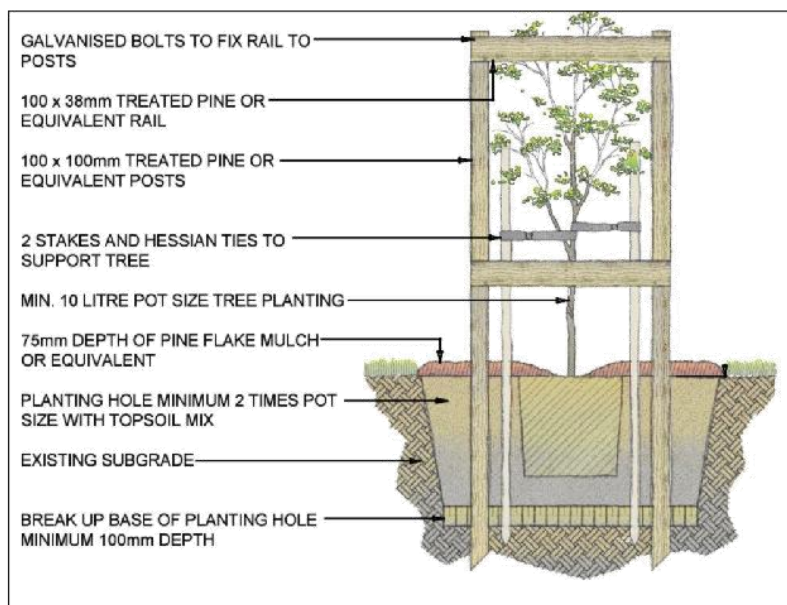 GALVANISED BOLTS TO FIX RAIL TO
POSTS
100 x 38mm TREATED PINE OR
EQUIVALENT RAIL
100 x 100mm TREATED PINE OR
EQUIVALENT POSTS
2 STAKES AND HESSIAN TIES TO
SUPPORT TREE
MIN. 10 LITRE POT SIZE TREE PLANTING
75mm DEPTH OF PINE FLAKE MULCH
OR EQUIVALENT
PLANTING HOLE MINIMUM 2 TIMES POT
SIZE WITH TOPSOIL MIX
EXISTING SUBGRADE
BREAK UP BASE OF PLANTING HOLE
MINIMUM 100mm DEPTH